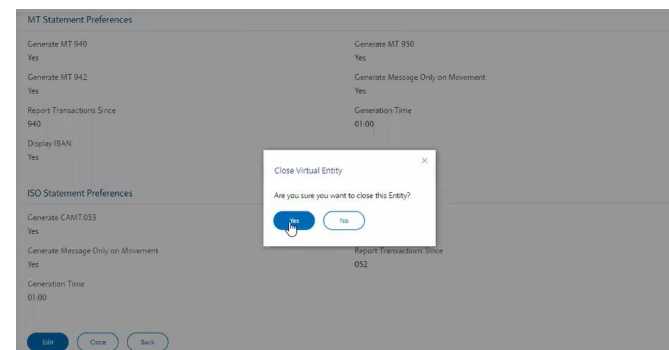 MT Statement Preferences
Generate MT 940
Yes
Generate MT 950
Yes
Generate MT 942
Yes
Generate Message Only on Movement
Yes
Report Transactions Since
940
Generation Time
01:00
Display IBAN
Yes
Close Virtual Entity
Are you sure you want to close this Entity?
Yes
No
ISO Statement Preferences
Generate CAMT 053
Yes
Generate Message Only on Movement
Yes
Report Transactions Since
052
Generation Time
01:00
Edit
Close
Back